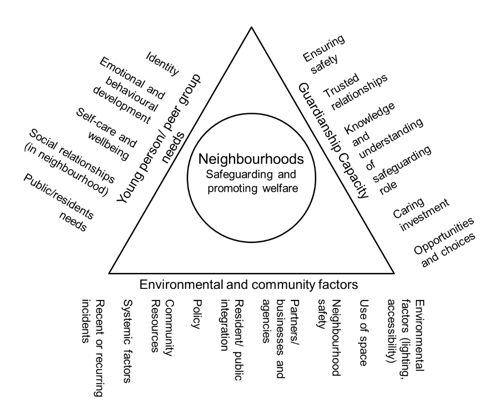 Identity
Emotional and
behavioural
development
Self-care and
wellbeing
Social relationships
(in neighbourhood)
Public/residents
needs
Young person/ peer group
needs
Ensuring
safety
Trusted
relationships
Knowledge
and
understanding
of
safeguarding
role
Caring
investment
Opportunities
and choices
Guardianship Capacity
Neighbourhoods
Safeguarding and
promoting welfare
Environmental and community factors
Recent or recurring
incidents
Systemic factors
Community
Resources
Policy
Resident/ public
integration
Partners/
businesses and
agencies
Neighbourhood
safety
Use of space
Environmental
factors (lighting,
accessibility)